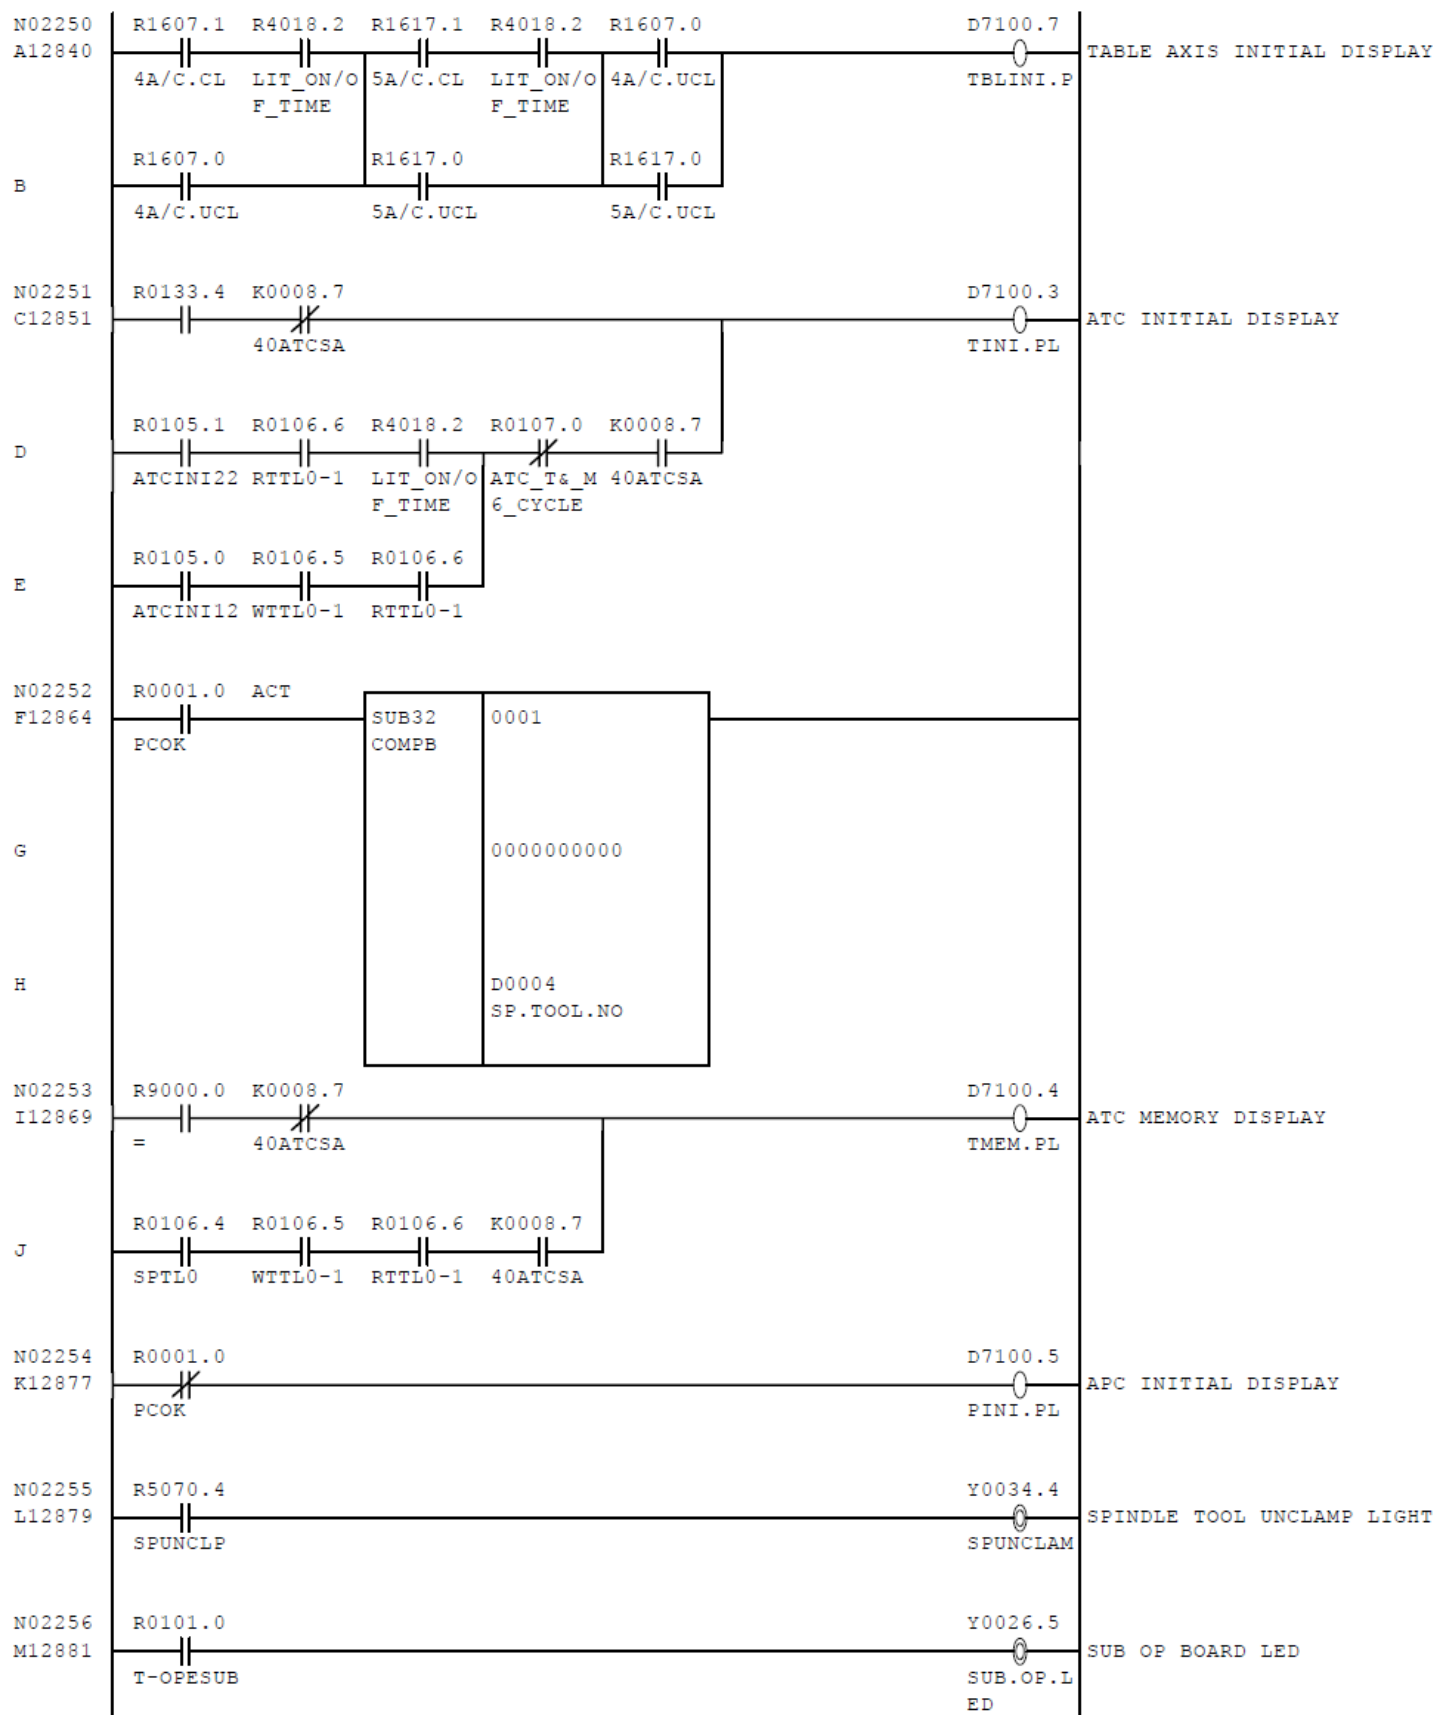 N02250 R1607.1 R4018.2 R1617.1 R4018.2 R1607.0 D7100.7
A12840 TABLE AXIS INITIAL DISPLAY
4A/C.CL LIT_ON/O 5A/C.CL LIT_ON/O 4A/C.UCL TBLINI.P
F_TIME F_TIME
R1607.0 R1617.0 R1617.0
B
4A/C.UCL 5A/C.UCL 5A/C.UCL
N02251 R0133.4 K0008.7 D7100.3
C12851 ATC INITIAL DISPLAY
40ATCSA TINI.PL
R0105.1 R0106.6 R4018.2 R0107.0 K0008.7
D
ATCINI22 RTTL0-1 LIT_ON/O ATC_T&_M 40ATCSA
F_TIME 6_CYCLE
R0105.0 R0106.5 R0106.6
E
ATCINI12 WTTL0-1 RTTL0-1
N02252 R0001.0 ACT
F12864 SUB32 0001
PCOK COMPB
G 0000000000
H D0004
SP.TOOL.NO
N02253 R9000.0 K0008.7 D7100.4
I12869 ATC MEMORY DISPLAY
= 40ATCSA TMEM.PL
R0106.4 R0106.5 R0106.6 K0008.7
J
SPTL0 WTTL0-1 RTTL0-1 40ATCSA
N02254 R0001.0 D7100.5
K12877 APC INITIAL DISPLAY
PCOK PINI.PL
N02255 R5070.4 Y0034.4
L12879 SPINDLE TOOL UNCLAMP LIGHT
SPUNCLP SPUNCLAM
N02256 R0101.0 Y0026.5
M12881 SUB OP BOARD LED
T-OPESUB SUB.OP.L
ED